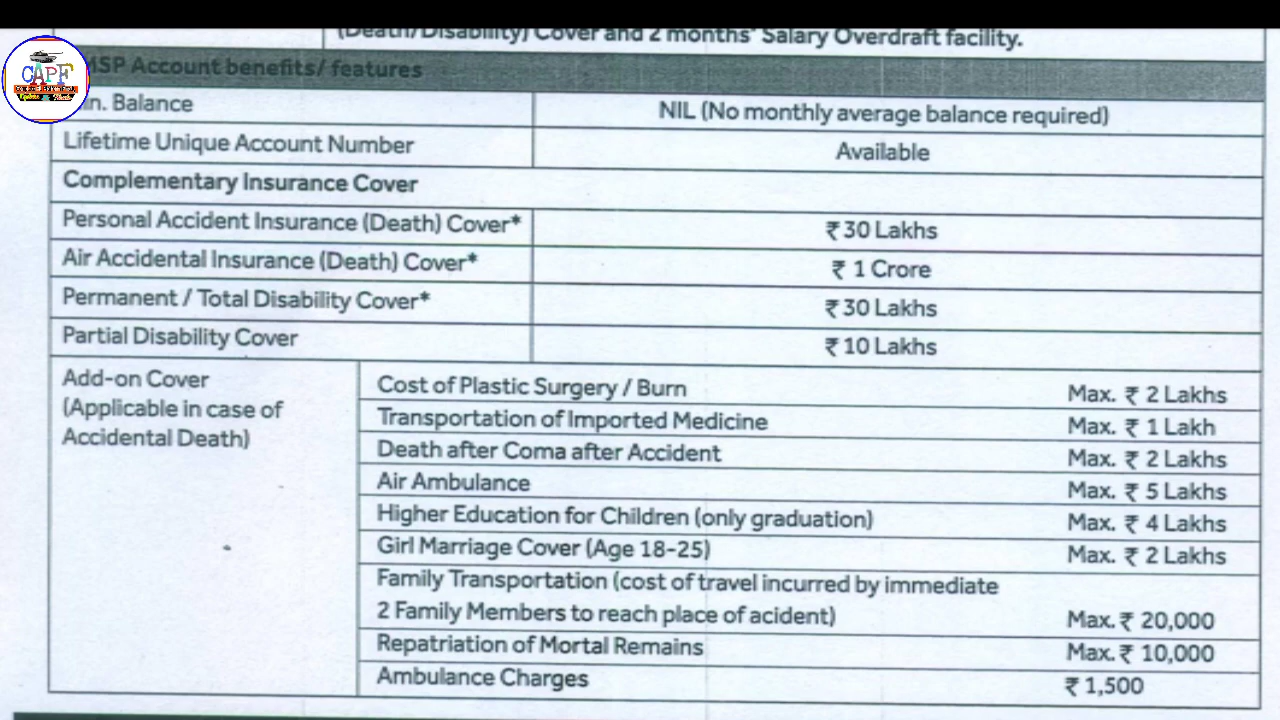 (Death/Disability) Cover and 2 months' Salary Overdraft facility.
CAPF
SP Account benefits/ features
n. Balance NIL (No monthly average balance required)
Lifetime Unique Account Number Available
Complementary Insurance Cover
Personal Accident Insurance (Death) Cover* ₹ 30 Lakhs
Air Accidental Insurance (Death) Cover* ₹ 1 Crore
Permanent / Total Disability Cover* ₹ 30 Lakhs
Partial Disability Cover ₹ 10 Lakhs
Add-on Cover
(Applicable in case of
Accidental Death)
Cost of Plastic Surgery / Burn Max. ₹ 2 Lakhs
Transportation of Imported Medicine Max. ₹ 1 Lakh
Death after Coma after Accident Max. ₹ 2 Lakhs
Air Ambulance Max. ₹ 5 Lakhs
Higher Education for Children (only graduation) Max. ₹ 4 Lakhs
Girl Marriage Cover (Age 18-25) Max. ₹ 2 Lakhs
Family Transportation (cost of travel incurred by immediate
2 Family Members to reach place of acident) Max. ₹ 20,000
Repatriation of Mortal Remains Max. ₹ 10,000
Ambulance Charges ₹ 1,500